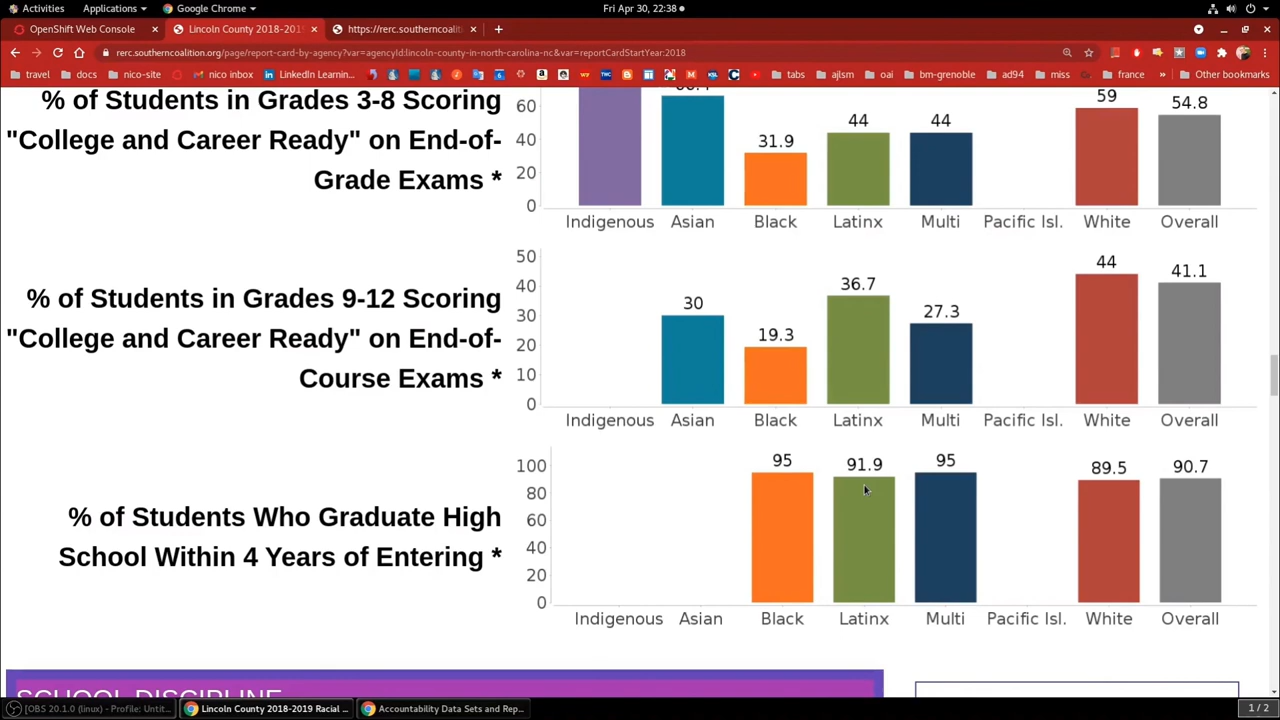 Activities Applications Google Chrome Fri Apr 30, 22:38
OpenShift Web Console × Lincoln County 2018-201 × https://rerc.southerncoalit × +
rerc.southerncoalition.org/page/report-card-by-agency?var=agencyId:lincoln-county-in-north-carolina-nc&var=reportCardStartYear:2018
travel docs nico-site nico inbox LinkedIn Learnin... tabs ajlsm oai bm-grenoble ad94 miss france » Other bookmarks
% of Students in Grades 3-8 Scoring
"College and Career Ready" on End-of-
Grade Exams *
60
40
20
0
31.9 44 44 59 54.8
Indigenous Asian Black Latinx Multi Pacific Isl. White Overall
% of Students in Grades 9-12 Scoring
"College and Career Ready" on End-of-
Course Exams *
50
40
30
20
10
0
30 19.3 36.7 27.3 44 41.1
Indigenous Asian Black Latinx Multi Pacific Isl. White Overall
% of Students Who Graduate High
School Within 4 Years of Entering *
100
80
60
40
20
0
95 91.9 95 89.5 90.7
Indigenous Asian Black Latinx Multi Pacific Isl. White Overall
SCHOOL DISCIPLINE
[OBS 20.1.0 (linux) - Profile: Untit... Lincoln County 2018-2019 Racial ... Accountability Data Sets and Rep... 1 / 2